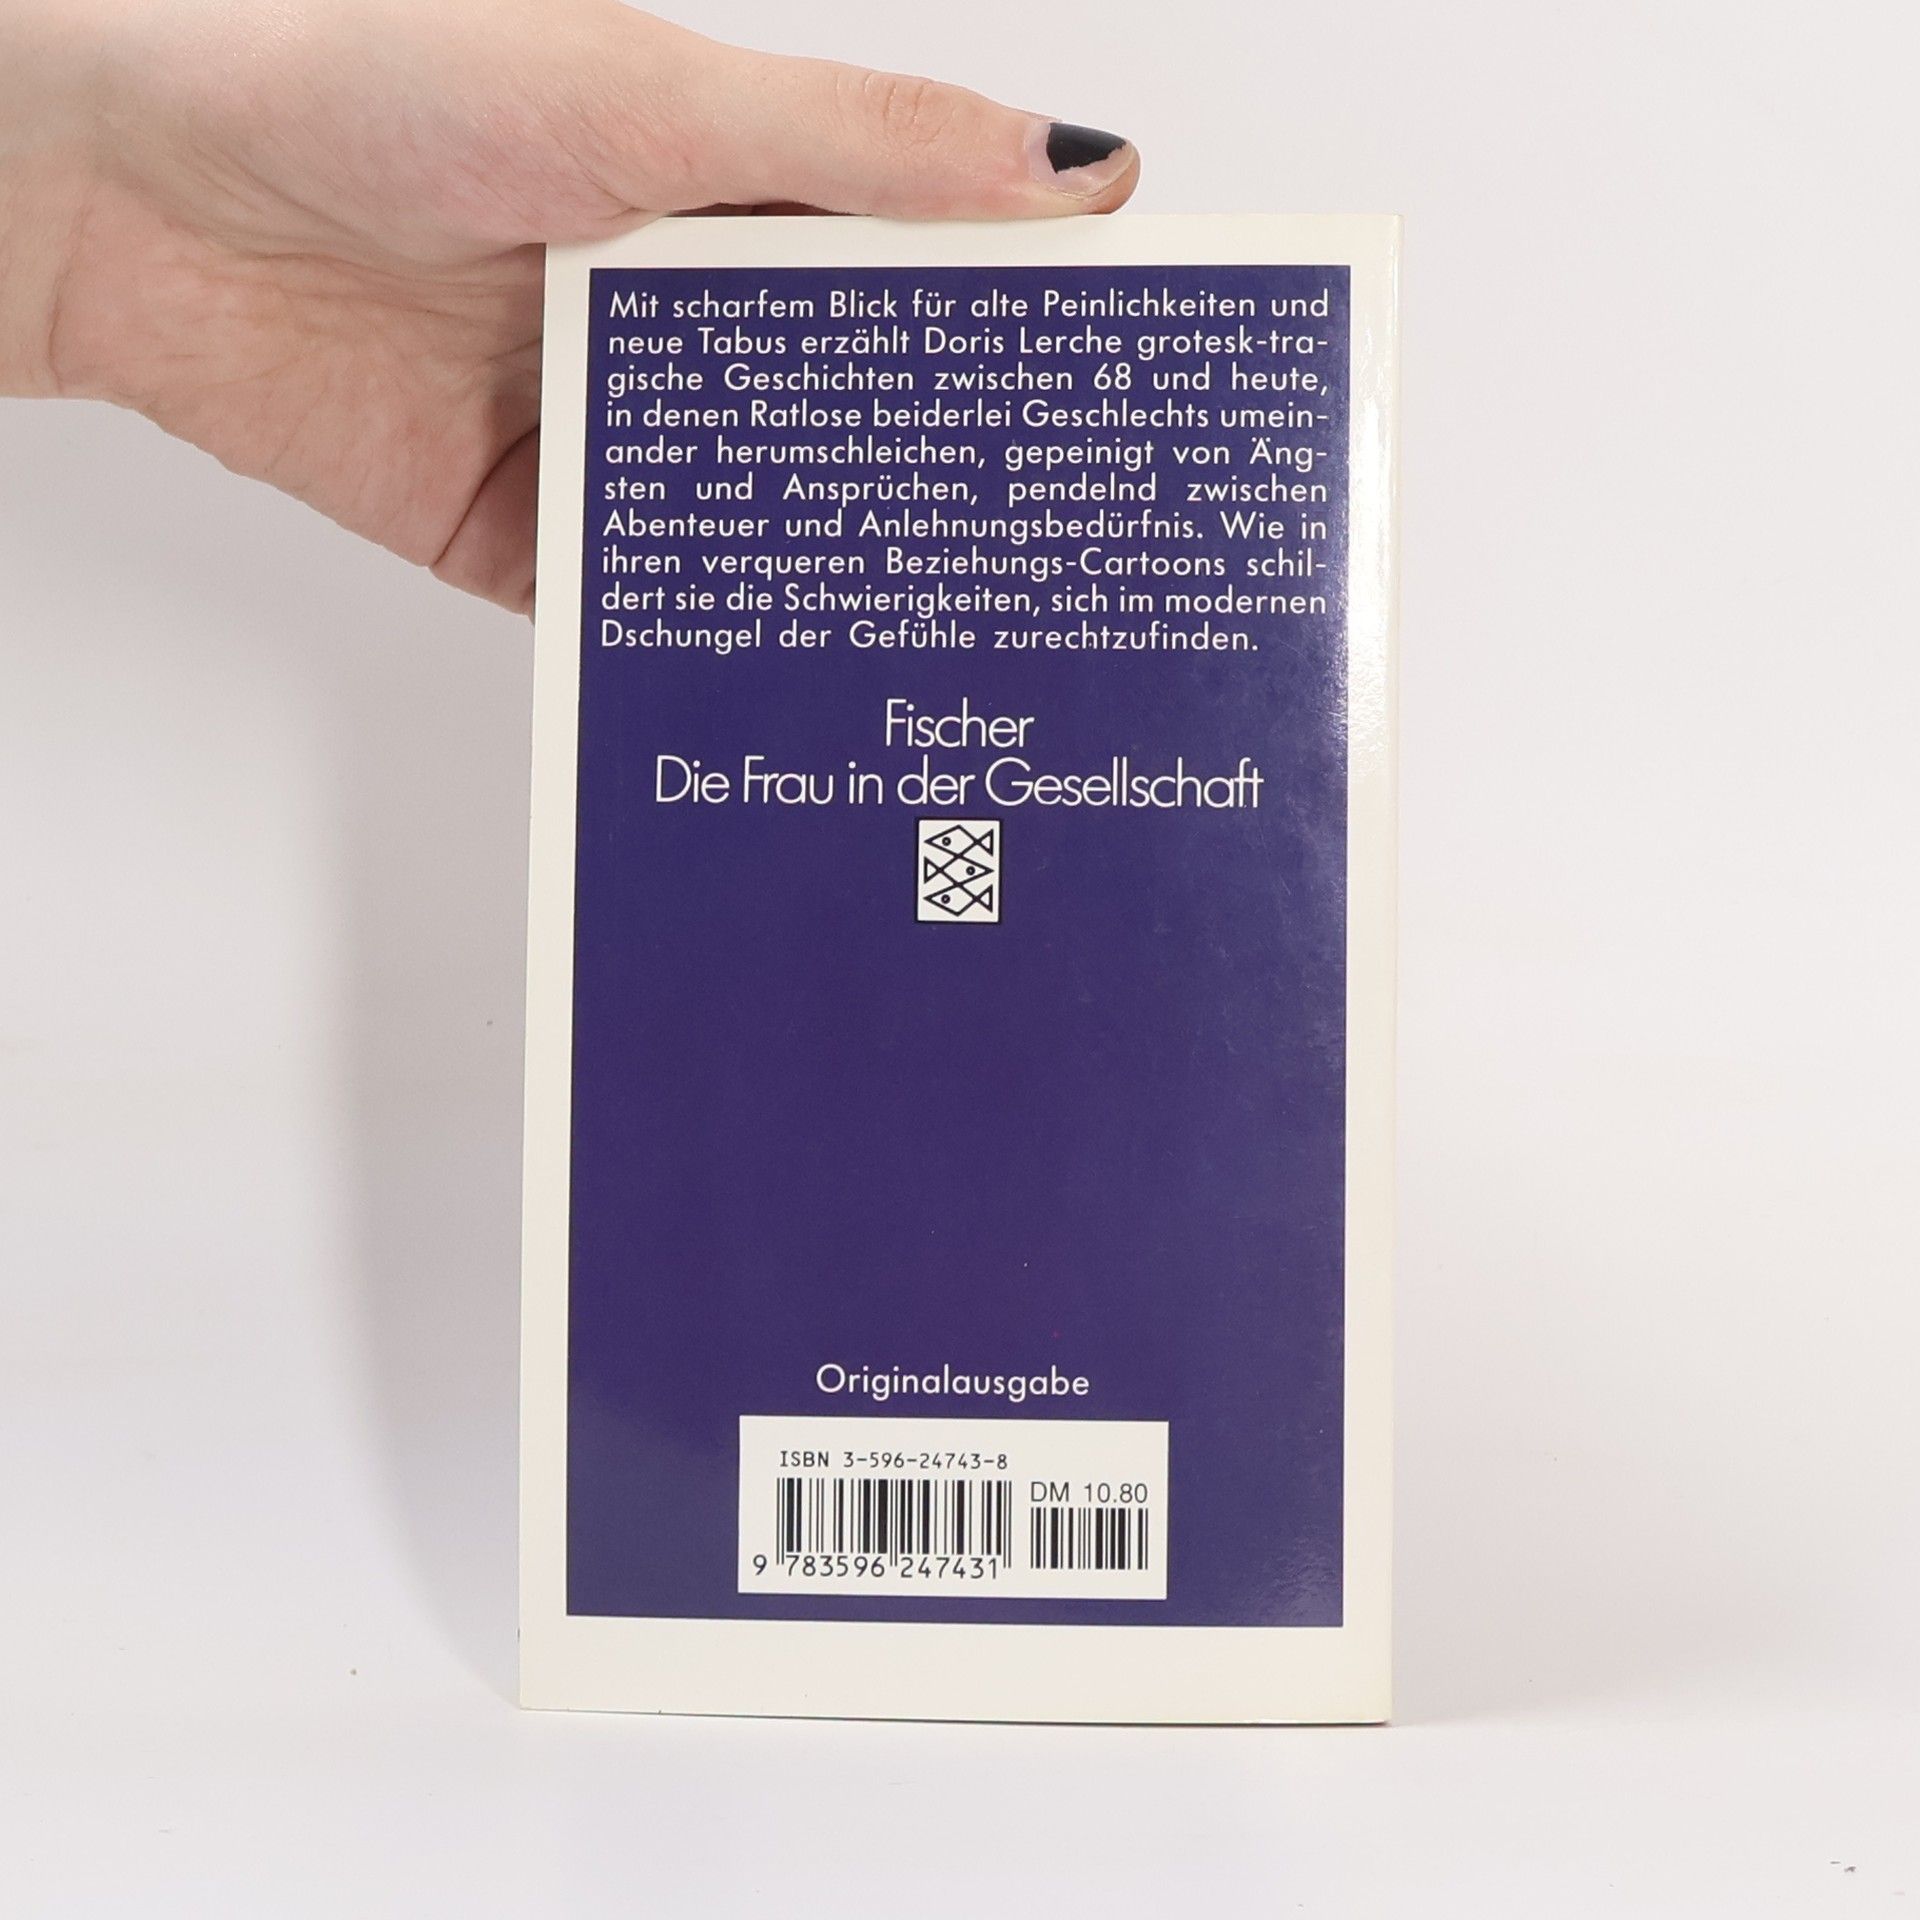 Mit scharfem Blick für alte Peinlichkeiten und
neue Tabus erzählt Doris Lerche grotesk-tra-
gische Geschichten zwischen 68 und heute,
in denen Ratlose beiderlei Geschlechts umein-
ander herumschleichen, gepeinigt von Äng-
sten und Ansprüchen, pendelnd zwischen
Abenteuer und Anlehnungsbedürfnis. Wie in
ihren verqueren Beziehungs-Cartoons schil-
dert sie die Schwierigkeiten, sich im modernen
Dschungel der Gefühle zurechtzufinden.
Fischer
Die Frau in der Gesellschaft
Originalausgabe
ISBN 3-596-24743-8
DM 10.80
9 783596 247431